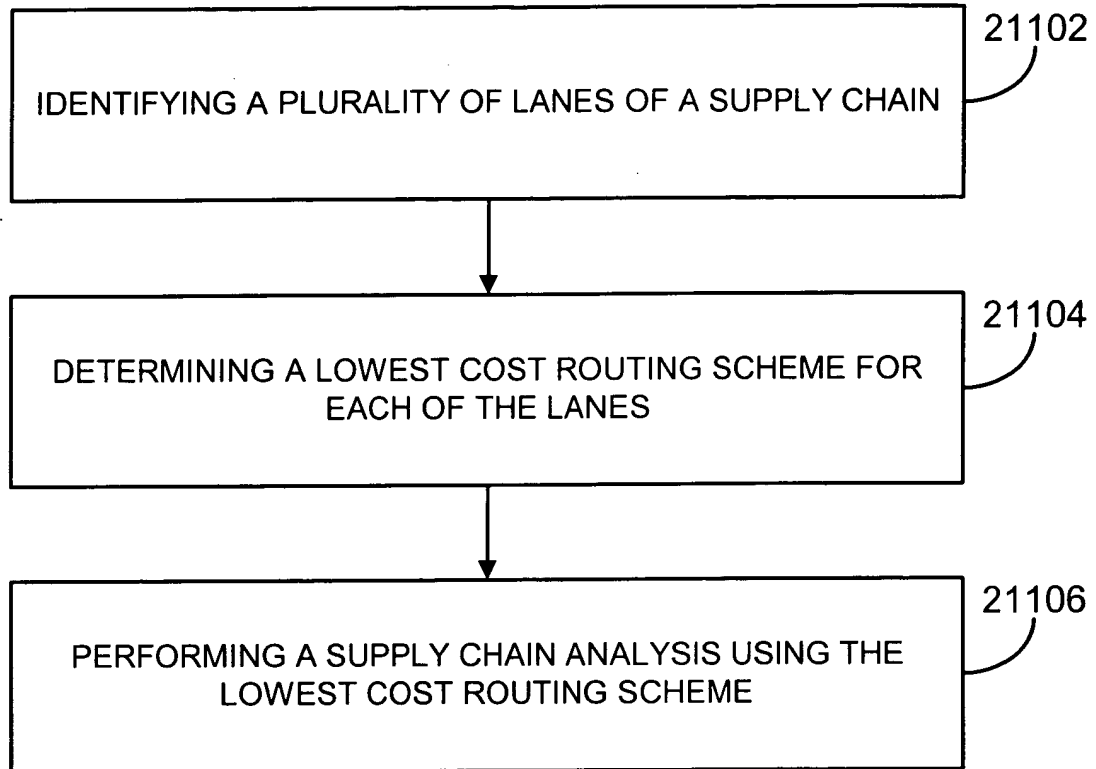 21102
IDENTIFYING A PLURALITY OF LANES OF A SUPPLY CHAIN
21104
DETERMINING A LOWEST COST ROUTING SCHEME FOR
EACH OF THE LANES
21106
PERFORMING A SUPPLY CHAIN ANALYSIS USING THE
LOWEST COST ROUTING SCHEME